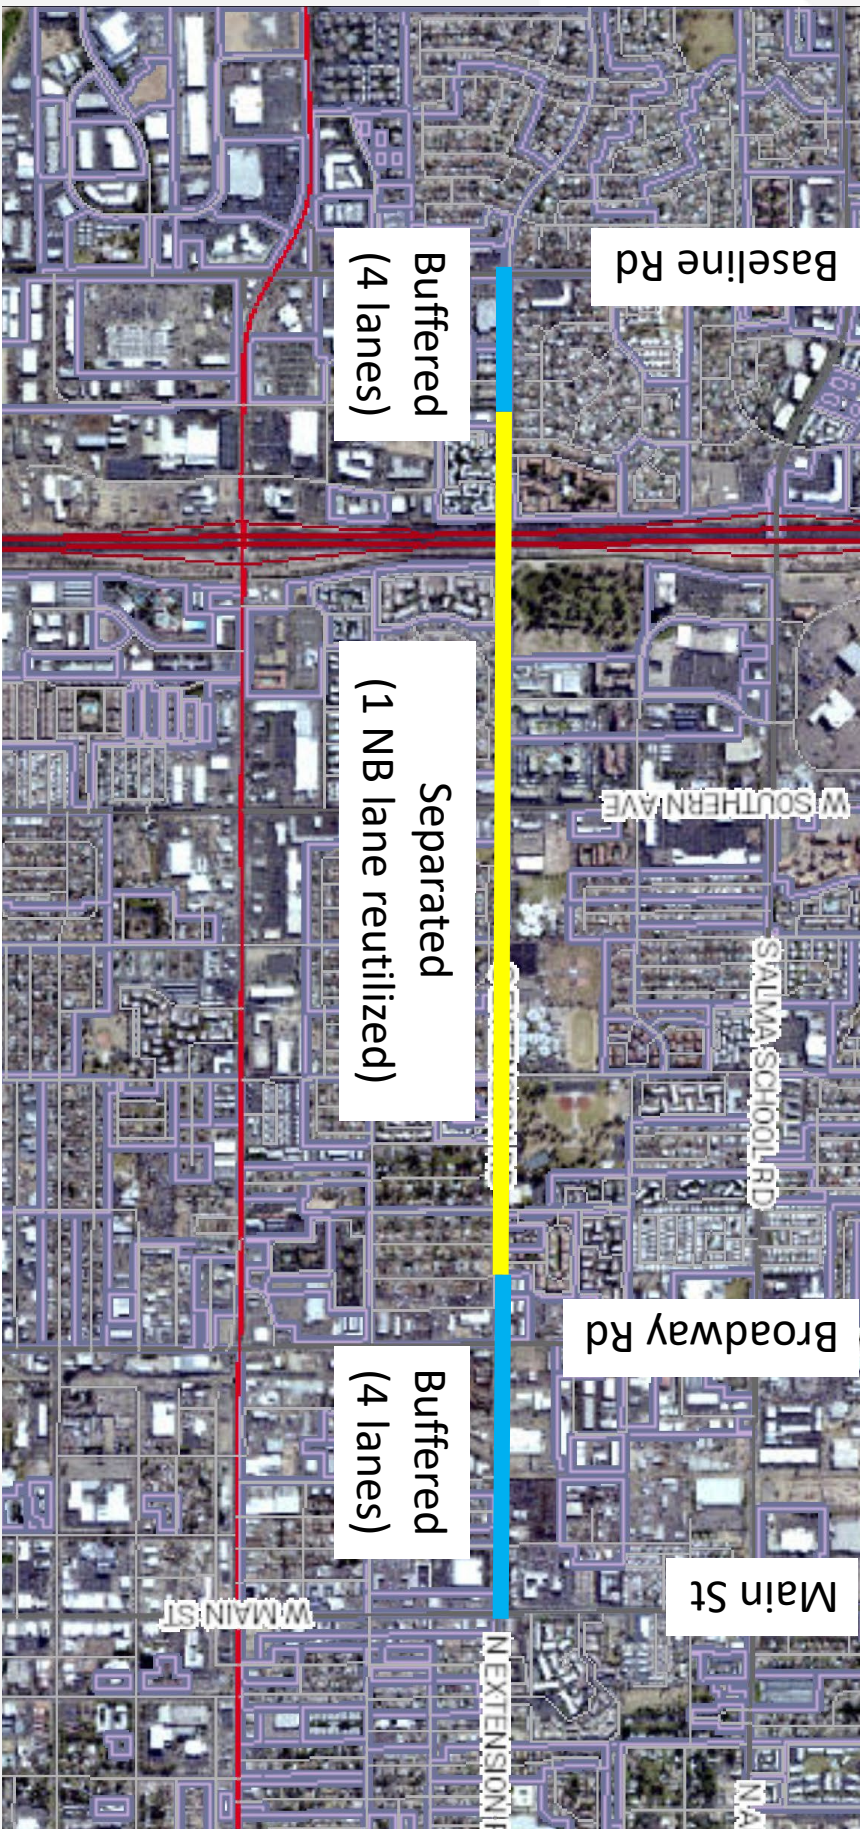 Baseline Rd
Buffered
(4 lanes)
W SOUTHERN AVE
Separated
(1 NB lane reutilized)
S ALMA SCHOOL RD
Broadway Rd
Buffered
(4 lanes)
Main St
W MAIN ST
N EXTENSION
N A